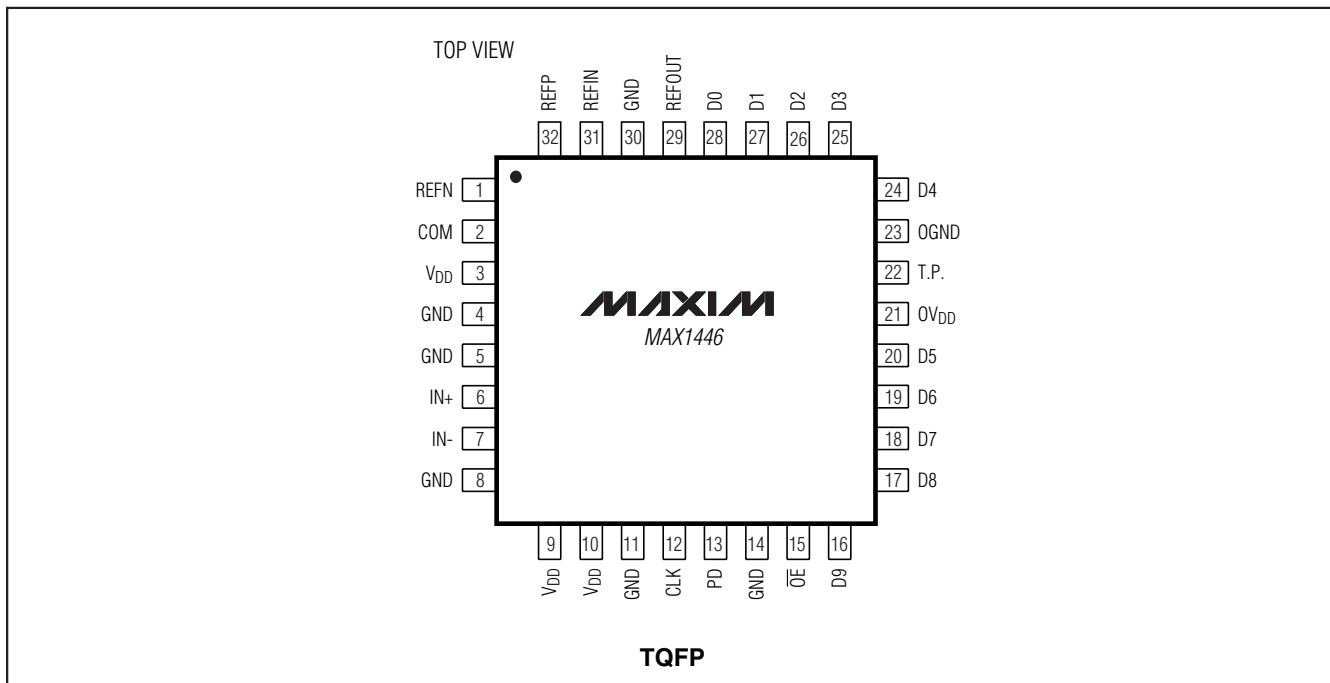 TOP VIEW
REFP
REFIN
GND
REFOUT
D0
D1
D2
D3
32
31
30
29
28
27
26
25
REFN 1
COM 2
VDD 3
GND 4
GND 5
IN+ 6
IN- 7
GND 8
MAXIM
MAX1446
24 D4
23 OGND
22 T.P.
21 OVDD
20 D5
19 D6
18 D7
17 D8
9
10
11
12
13
14
15
16
VDD
VDD
GND
CLK
PD
GND
O̅E̅
D9
TQFP